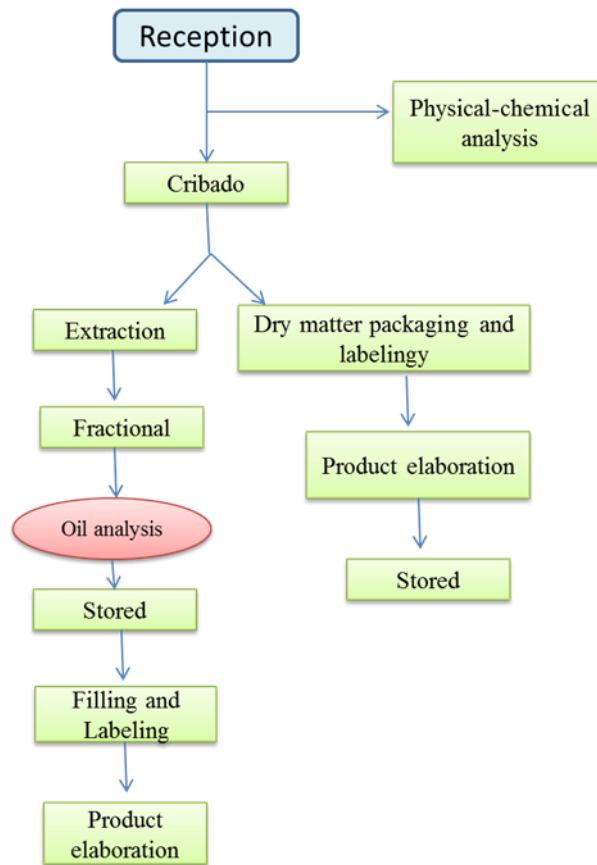 Reception
Physical-chemical
analysis
Cribado
Extraction
Dry matter packaging and
labelingy
Fractional
Product elaboration
Oil analysis
Stored
Stored
Filling and
Labeling
Product
elaboration